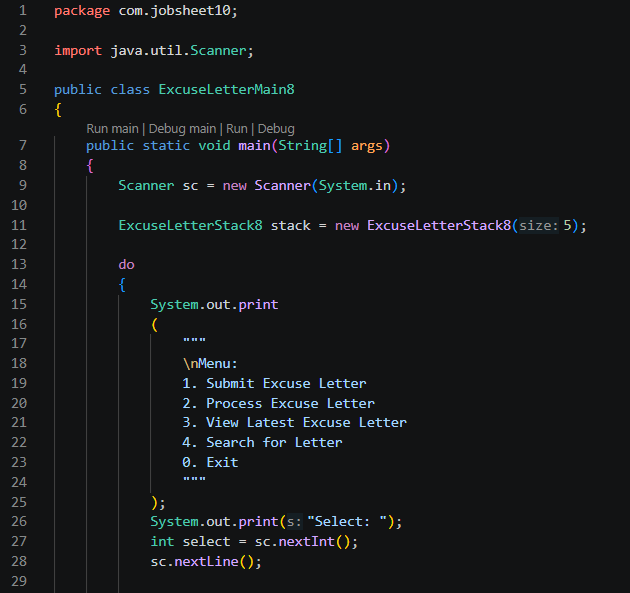 1 package com.jobsheet10;
2
3 import java.util.Scanner;
4
5 public class ExcuseLetterMain8
6 {
Run main | Debug main | Run | Debug
7 public static void main(String[] args)
8 {
9 Scanner sc = new Scanner(System.in);
10
11 ExcuseLetterStack8 stack = new ExcuseLetterStack8(size: 5);
12
13 do
14 {
15 System.out.print
16 (
17 """
18 \nMenu:
19 1. Submit Excuse Letter
20 2. Process Excuse Letter
21 3. View Latest Excuse Letter
22 4. Search for Letter
23 0. Exit
24 """
25 );
26 System.out.print(s: "Select: ");
27 int select = sc.nextInt();
28 sc.nextLine();
29